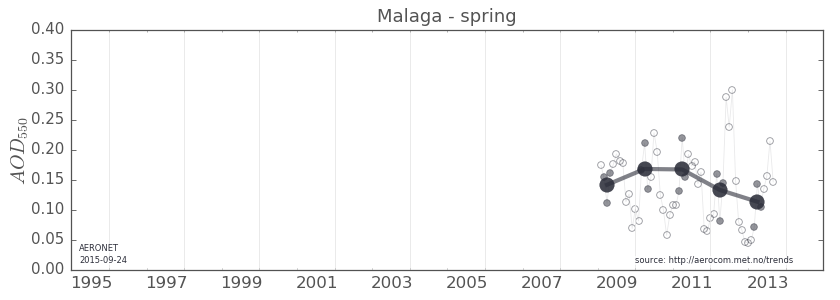 Malaga - spring
0.40
0.35
0.30
0.25
0.20
0.15
0.10
0.05
0.00
AOD550
AERONET
2015-09-24
source: http://aerocom.met.no/trends
1995 1997 1999 2001 2003 2005 2007 2009 2011 2013